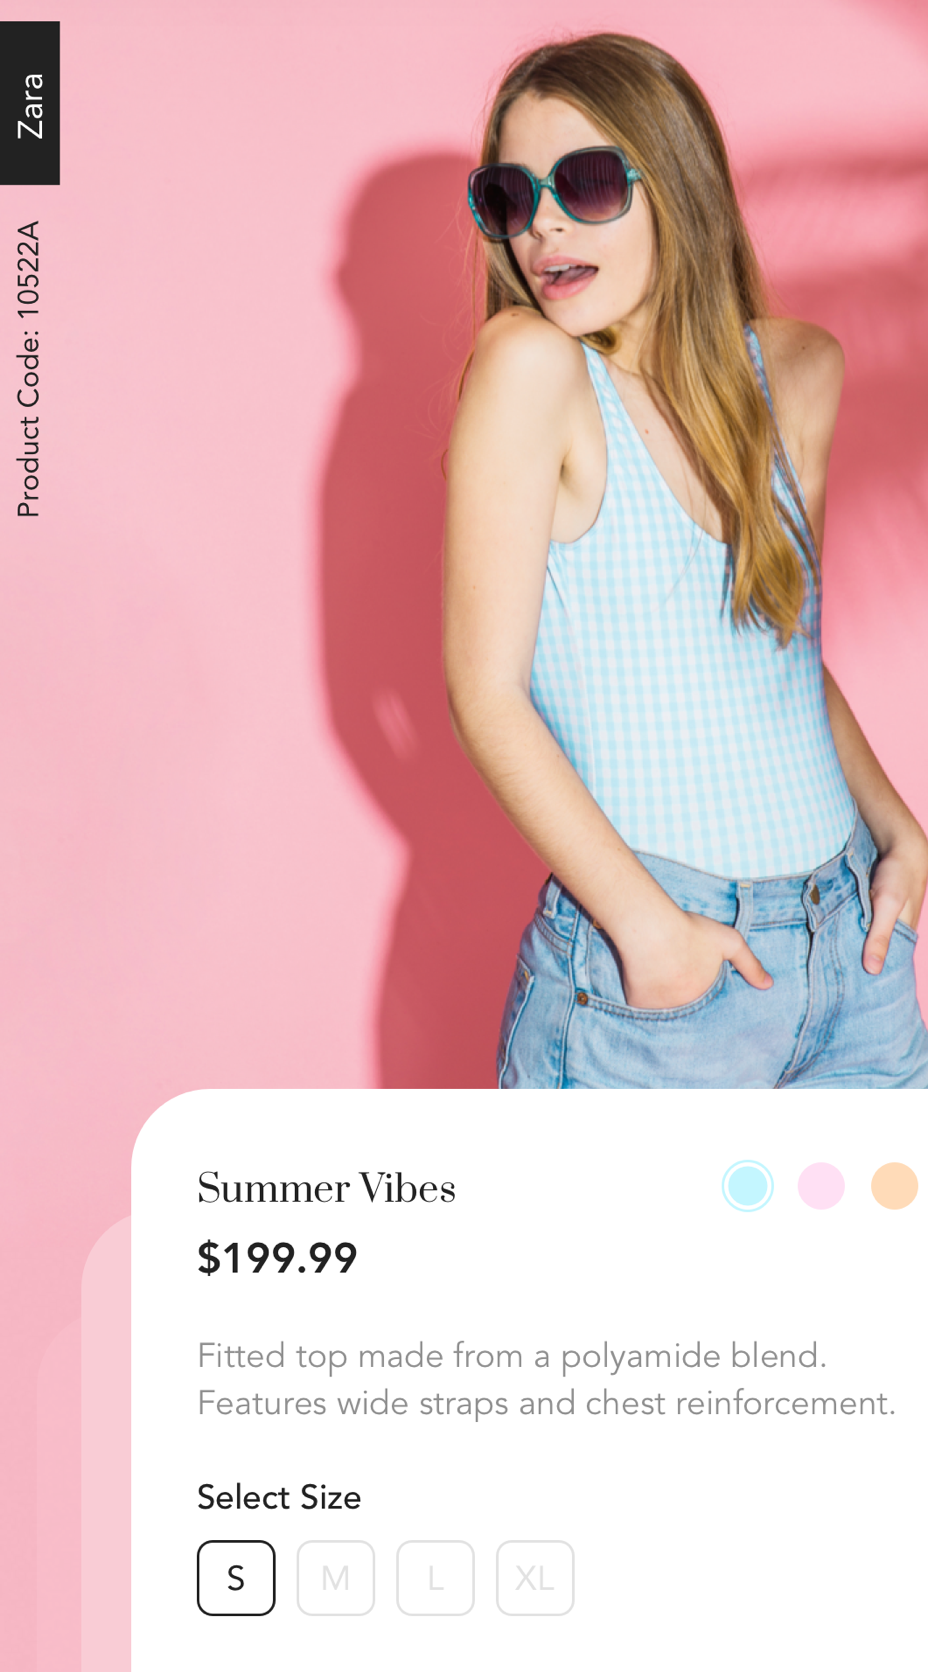 Zara
Product Code: 10522A
Summer Vibes
$199.99
Fitted top made from a polyamide blend.
Features wide straps and chest reinforcement.
Select Size
S M L XL